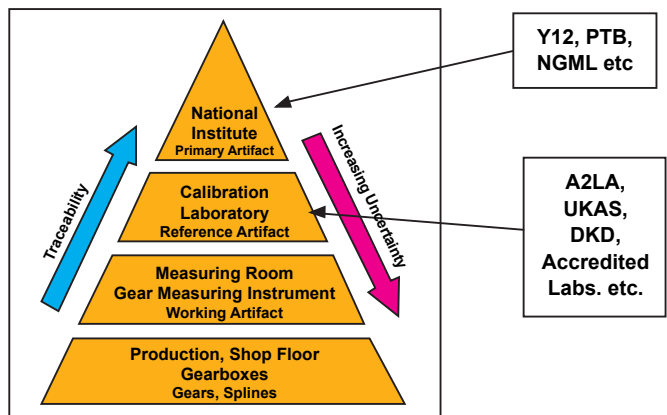 National
Institute
Primary Artifact
Calibration
Laboratory
Reference Artifact
Measuring Room
Gear Measuring Instrument
Working Artifact
Production, Shop Floor
Gearboxes
Gears, Splines
Traceability
Increasing Uncertainty
Y12, PTB,
NGML etc
A2LA,
UKAS,
DKD,
Accredited
Labs. etc.